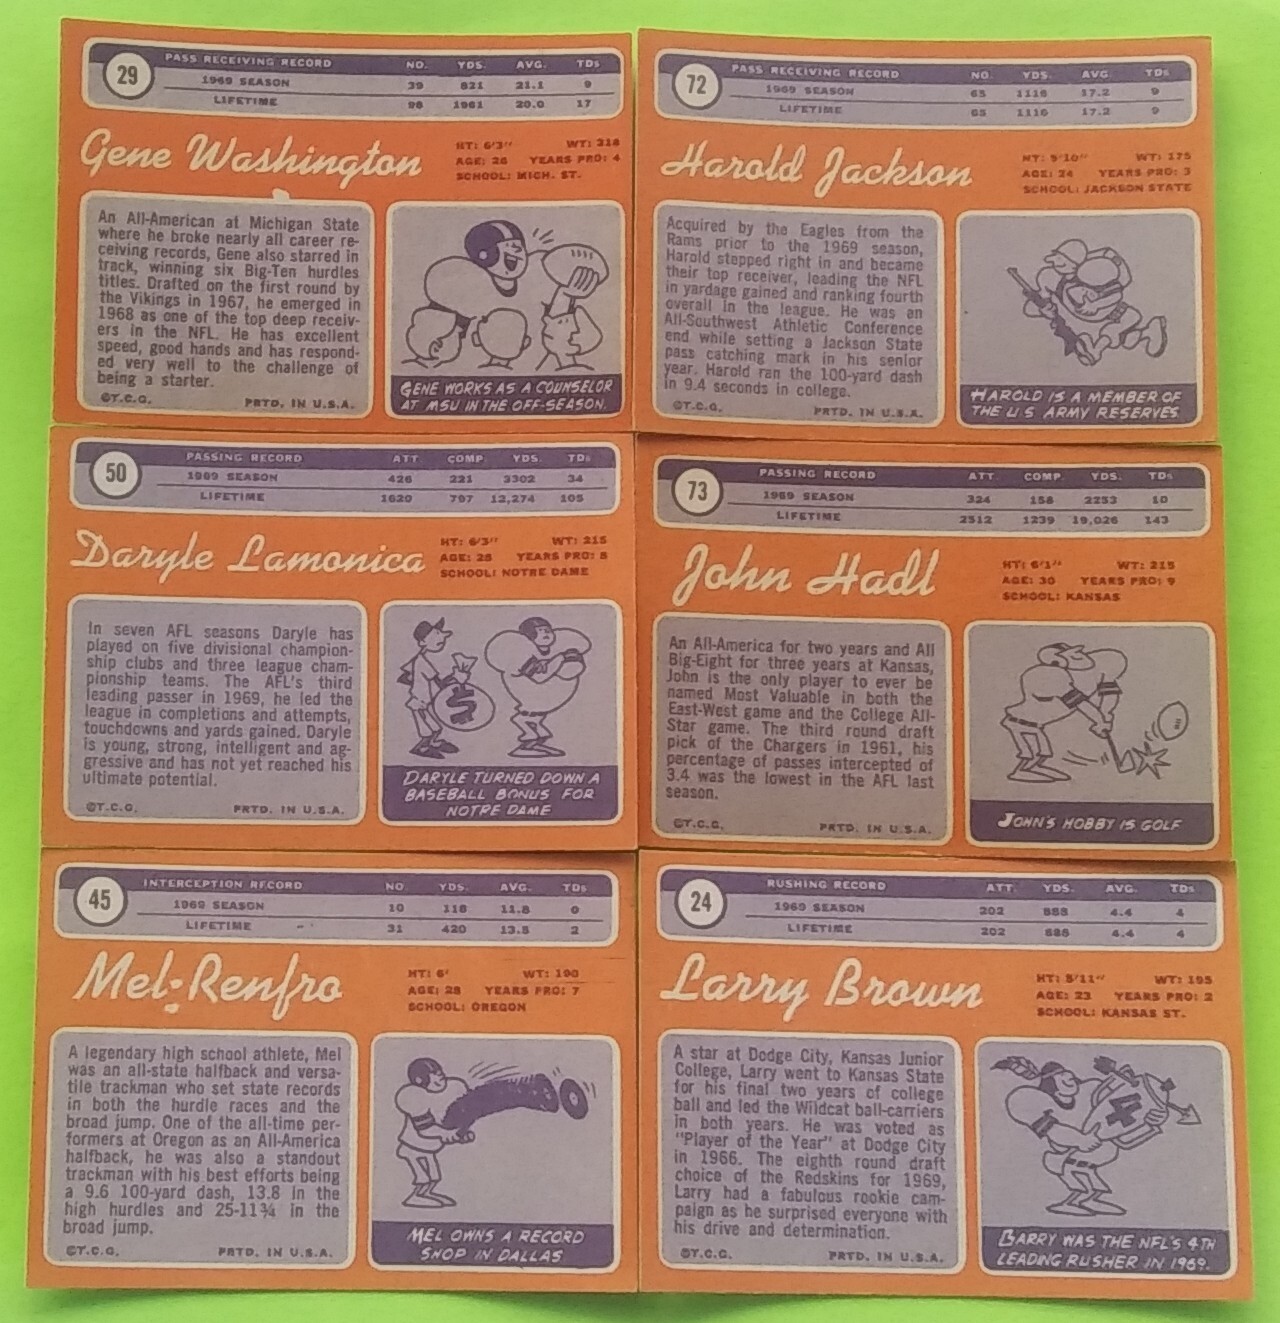 29
PASS RECEIVING RECORD NO. YDS. AVG. TDs
1969 SEASON 39 821 21.1 9
LIFETIME 98 1961 20.0 17
Gene Washington
HT: 6'3" WT: 218
AGE: 26 YEARS PRO: 4
SCHOOL: MICH. ST.
An All-American at Michigan State
where he broke nearly all career re-
ceiving records, Gene also starred in
track, winning six Big-Ten hurdles
titles. Drafted on the first round by
the Vikings in 1967, he emerged in
1968 as one of the top deep receiv-
ers in the NFL. He has excellent
speed, good hands and has respond-
ed very well to the challenge of
being a starter.
©T.C.G. PRTD. IN U.S.A.
GENE WORKS AS A COUNSELOR
AT MSU IN THE OFF-SEASON.
72
PASS RECEIVING RECORD NO. YDS. AVG TDs
1969 SEASON 65 1116 17.2 9
LIFETIME 65 1116 17.2 9
Harold Jackson
HT: 5'10" WT: 175
AGE: 24 YEARS PRO: 3
SCHOOL: JACKSON STATE
Acquired by the Eagles from the
Rams prior to the 1969 season,
Harold stepped right in and became
their top receiver, leading the NFL
in yardage gained and ranking fourth
overall in the league. He was an
All-Southwest Athletic Conference
end while setting a Jackson State
pass catching mark in his senior
year. Harold ran the 100-yard dash
in 9.4 seconds in college.
©T.C.G. PRTD. IN U.S.A.
HAROLD IS A MEMBER OF
THE U S ARMY RESERVES
50
PASSING RECORD ATT COMP. YDS. TDs
1969 SEASON 426 221 3302 34
LIFETIME 1620 797 12,274 105
Daryle Lamonica
HT: 6'3" WT: 215
AGE: 28 YEARS PRO: 8
SCHOOL: NOTRE DAME
In seven AFL seasons Daryle has
played on five divisional champion-
ship clubs and three league cham-
pionship teams. The AFL's third
leading passer in 1969, he led the
league in completions and attempts,
touchdowns and yards gained. Daryle
is young, strong, intelligent and ag-
gressive and has not yet reached his
ultimate potential.
©T.C.G. PRTD. IN U.S.A.
$
DARYLE TURNED DOWN A
BASEBALL BONUS FOR
NOTRE DAME
73
PASSING RECORD ATT. COMP. YDS. TDs
1969 SEASON 324 158 2253 10
LIFETIME 2512 1239 19,026 143
John Hadl
HT: 6'1" WT: 215
AGE: 30 YEARS PRO: 9
SCHOOL: KANSAS
An All-America for two years and All
Big-Eight for three years at Kansas,
John is the only player to ever be
named Most Valuable in both the
East-West game and the College All-
Star game. The third round draft
pick of the Chargers in 1961, his
percentage of passes intercepted of
3.4 was the lowest in the AFL last
season.
©T.C.G. PRTD. IN U.S.A.
JOHN'S HOBBY IS GOLF
45
INTERCEPTION RECORD NO. YDS. AVG. TDs
1969 SEASON 10 118 11.8 0
LIFETIME 31 420 13.5 2
Mel Renfro
HT: 6' WT: 190
AGE: 28 YEARS PRO: 7
SCHOOL: OREGON
A legendary high school athlete, Mel
was an all-state halfback and versa-
tile trackman who set state records
in both the hurdle races and the
broad jump. One of the all-time per-
formers at Oregon as an All-America
halfback, he was also a standout
trackman with his best efforts being
a 9.6 100-yard dash, 13.8 in the
high hurdles and 25-11¾ in the
broad jump.
©T.C.G. PRTD. IN U.S.A.
MEL OWNS A RECORD
SHOP IN DALLAS
24
RUSHING RECORD ATT. YDS. AVG. TDs
1969 SEASON 202 888 4.4 4
LIFETIME 202 888 4.4 4
Larry Brown
HT: 5'11" WT: 195
AGE: 23 YEARS PRO: 2
SCHOOL: KANSAS ST.
A star at Dodge City, Kansas Junior
College, Larry went to Kansas State
for his final two years of college
ball and led the Wildcat ball-carriers
in both years. He was voted as
"Player of the Year" at Dodge City
in 1966. The eighth round draft
choice of the Redskins for 1969,
Larry had a fabulous rookie cam-
paign as he surprised everyone with
his drive and determination.
©T.C.G. PRTD. IN U.S.A.
4
BARRY WAS THE NFL'S 4TH
LEADING RUSHER IN 1969.